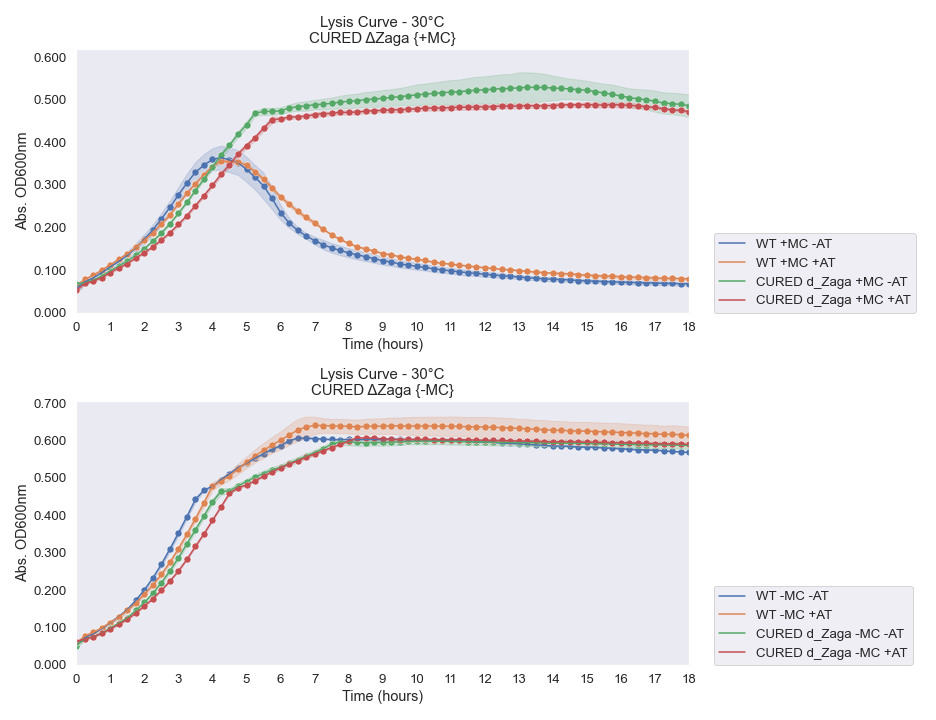 Lysis Curve - 30°C
CURED ΔZaga {+MC}
0.600
0.500
0.400
0.300
0.200
0.100
0.000
Abs. OD600nm
0 1 2 3 4 5 6 7 8 9 10 11 12 13 14 15 16 17 18
Time (hours)
WT +MC -AT
WT +MC +AT
CURED d_Zaga +MC -AT
CURED d_Zaga +MC +AT
Lysis Curve - 30°C
CURED ΔZaga {-MC}
0.700
0.600
0.500
0.400
0.300
0.200
0.100
0.000
Abs. OD600nm
0 1 2 3 4 5 6 7 8 9 10 11 12 13 14 15 16 17 18
Time (hours)
WT -MC -AT
WT -MC +AT
CURED d_Zaga -MC -AT
CURED d_Zaga -MC +AT